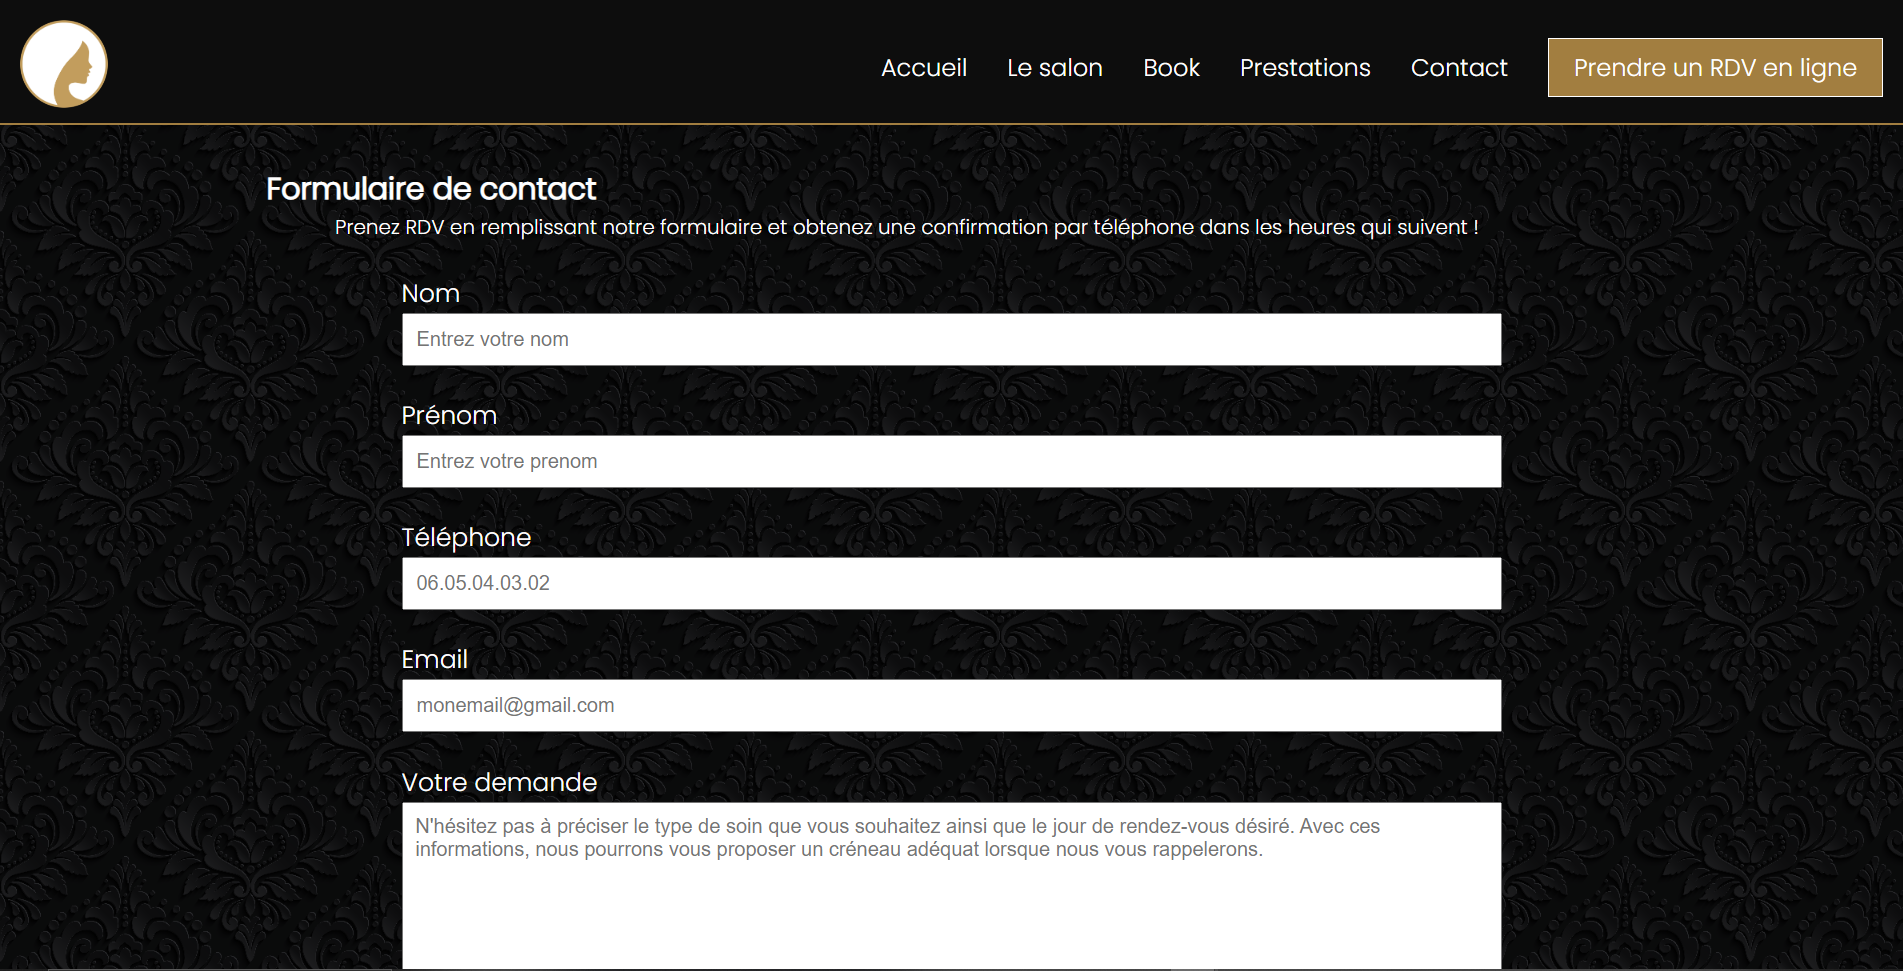 Accueil Le salon Book Prestations Contact Prendre un RDV en ligne
Formulaire de contact
Prenez RDV en remplissant notre formulaire et obtenez une confirmation par téléphone dans les heures qui suivent !
Nom
Entrez votre nom
Prénom
Entrez votre prenom
Téléphone
06.05.04.03.02
Email
monemail@gmail.com
Votre demande
N'hésitez pas à préciser le type de soin que vous souhaitez ainsi que le jour de rendez-vous désiré. Avec ces
informations, nous pourrons vous proposer un créneau adéquat lorsque nous vous rappelerons.